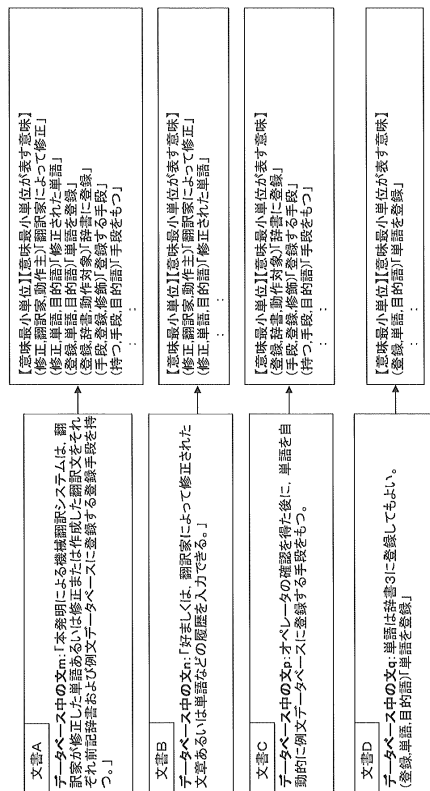 文書A
データベース中の文m:「本発明による機械翻訳システムは、翻
訳家が修正した単語あるいは修正または作成した翻訳文をそれ
ぞれ前記辞書および例文データベースに登録する登録手段を持
つ。」
【意味最小単位】【意味最小単位が表す意味】
(修正,翻訳家,動作主)「翻訳家によって修正」
(修正,単語,目的語)「修正された単語」
(登録,単語,目的語)「単語を登録」
(登録,辞書,動作対象)「辞書に登録」
(手段,登録,修飾)「登録する手段」
(持つ,手段,目的語)「手段をもつ」
: :
文書B
データベース中の文n:「好ましくは、翻訳家によって修正された
文章あるいは単語などの履歴を入力できる。」
【意味最小単位】【意味最小単位が表す意味】
(修正,翻訳家,動作主)「翻訳家によって修正」
(修正,単語,目的語)「修正された単語」
: :
文書C
データベース中の文p:オペレータの確認を得た後に、単語を自
動的に例文データベースに登録する手段をもつ。
【意味最小単位】【意味最小単位が表す意味】
(登録,辞書,動作対象)「辞書に登録」
(手段,登録,修飾)「登録する手段」
(持つ,手段,目的語)「手段をもつ」
: :
文書D
データベース中の文q:単語は辞書3に登録してもよい。
(登録,単語,目的語)「単語を登録」
【意味最小単位】【意味最小単位が表す意味】
(登録,単語,目的語)「単語を登録」
: :